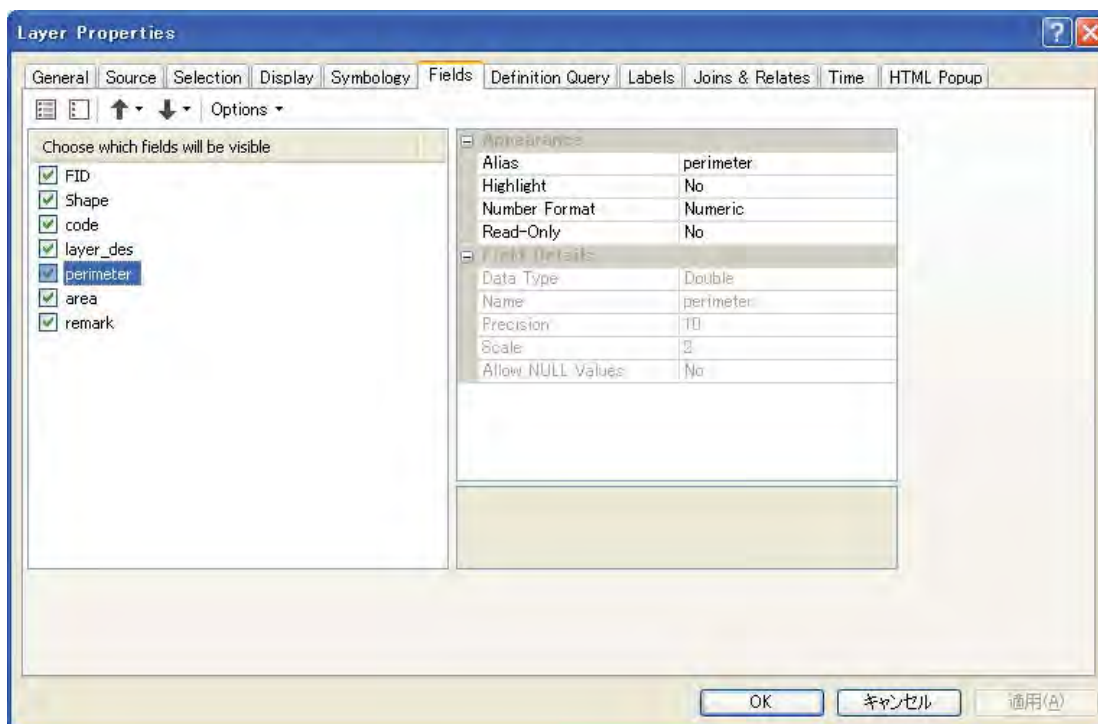 Layer Properties
General Source Selection Display Symbology Fields Definition Query Labels Joins & Relates Time HTML Popup
Options
Choose which fields will be visible
FID
Shape
code
layer_des
perimeter
area
remark
Appearance
Alias perimeter
Highlight No
Number Format Numeric
Read-Only No
Field Details
Data Type Double
Name perimeter
Precision 10
Scale 2
Allow NULL Values No
OK キャンセル 適用(A)